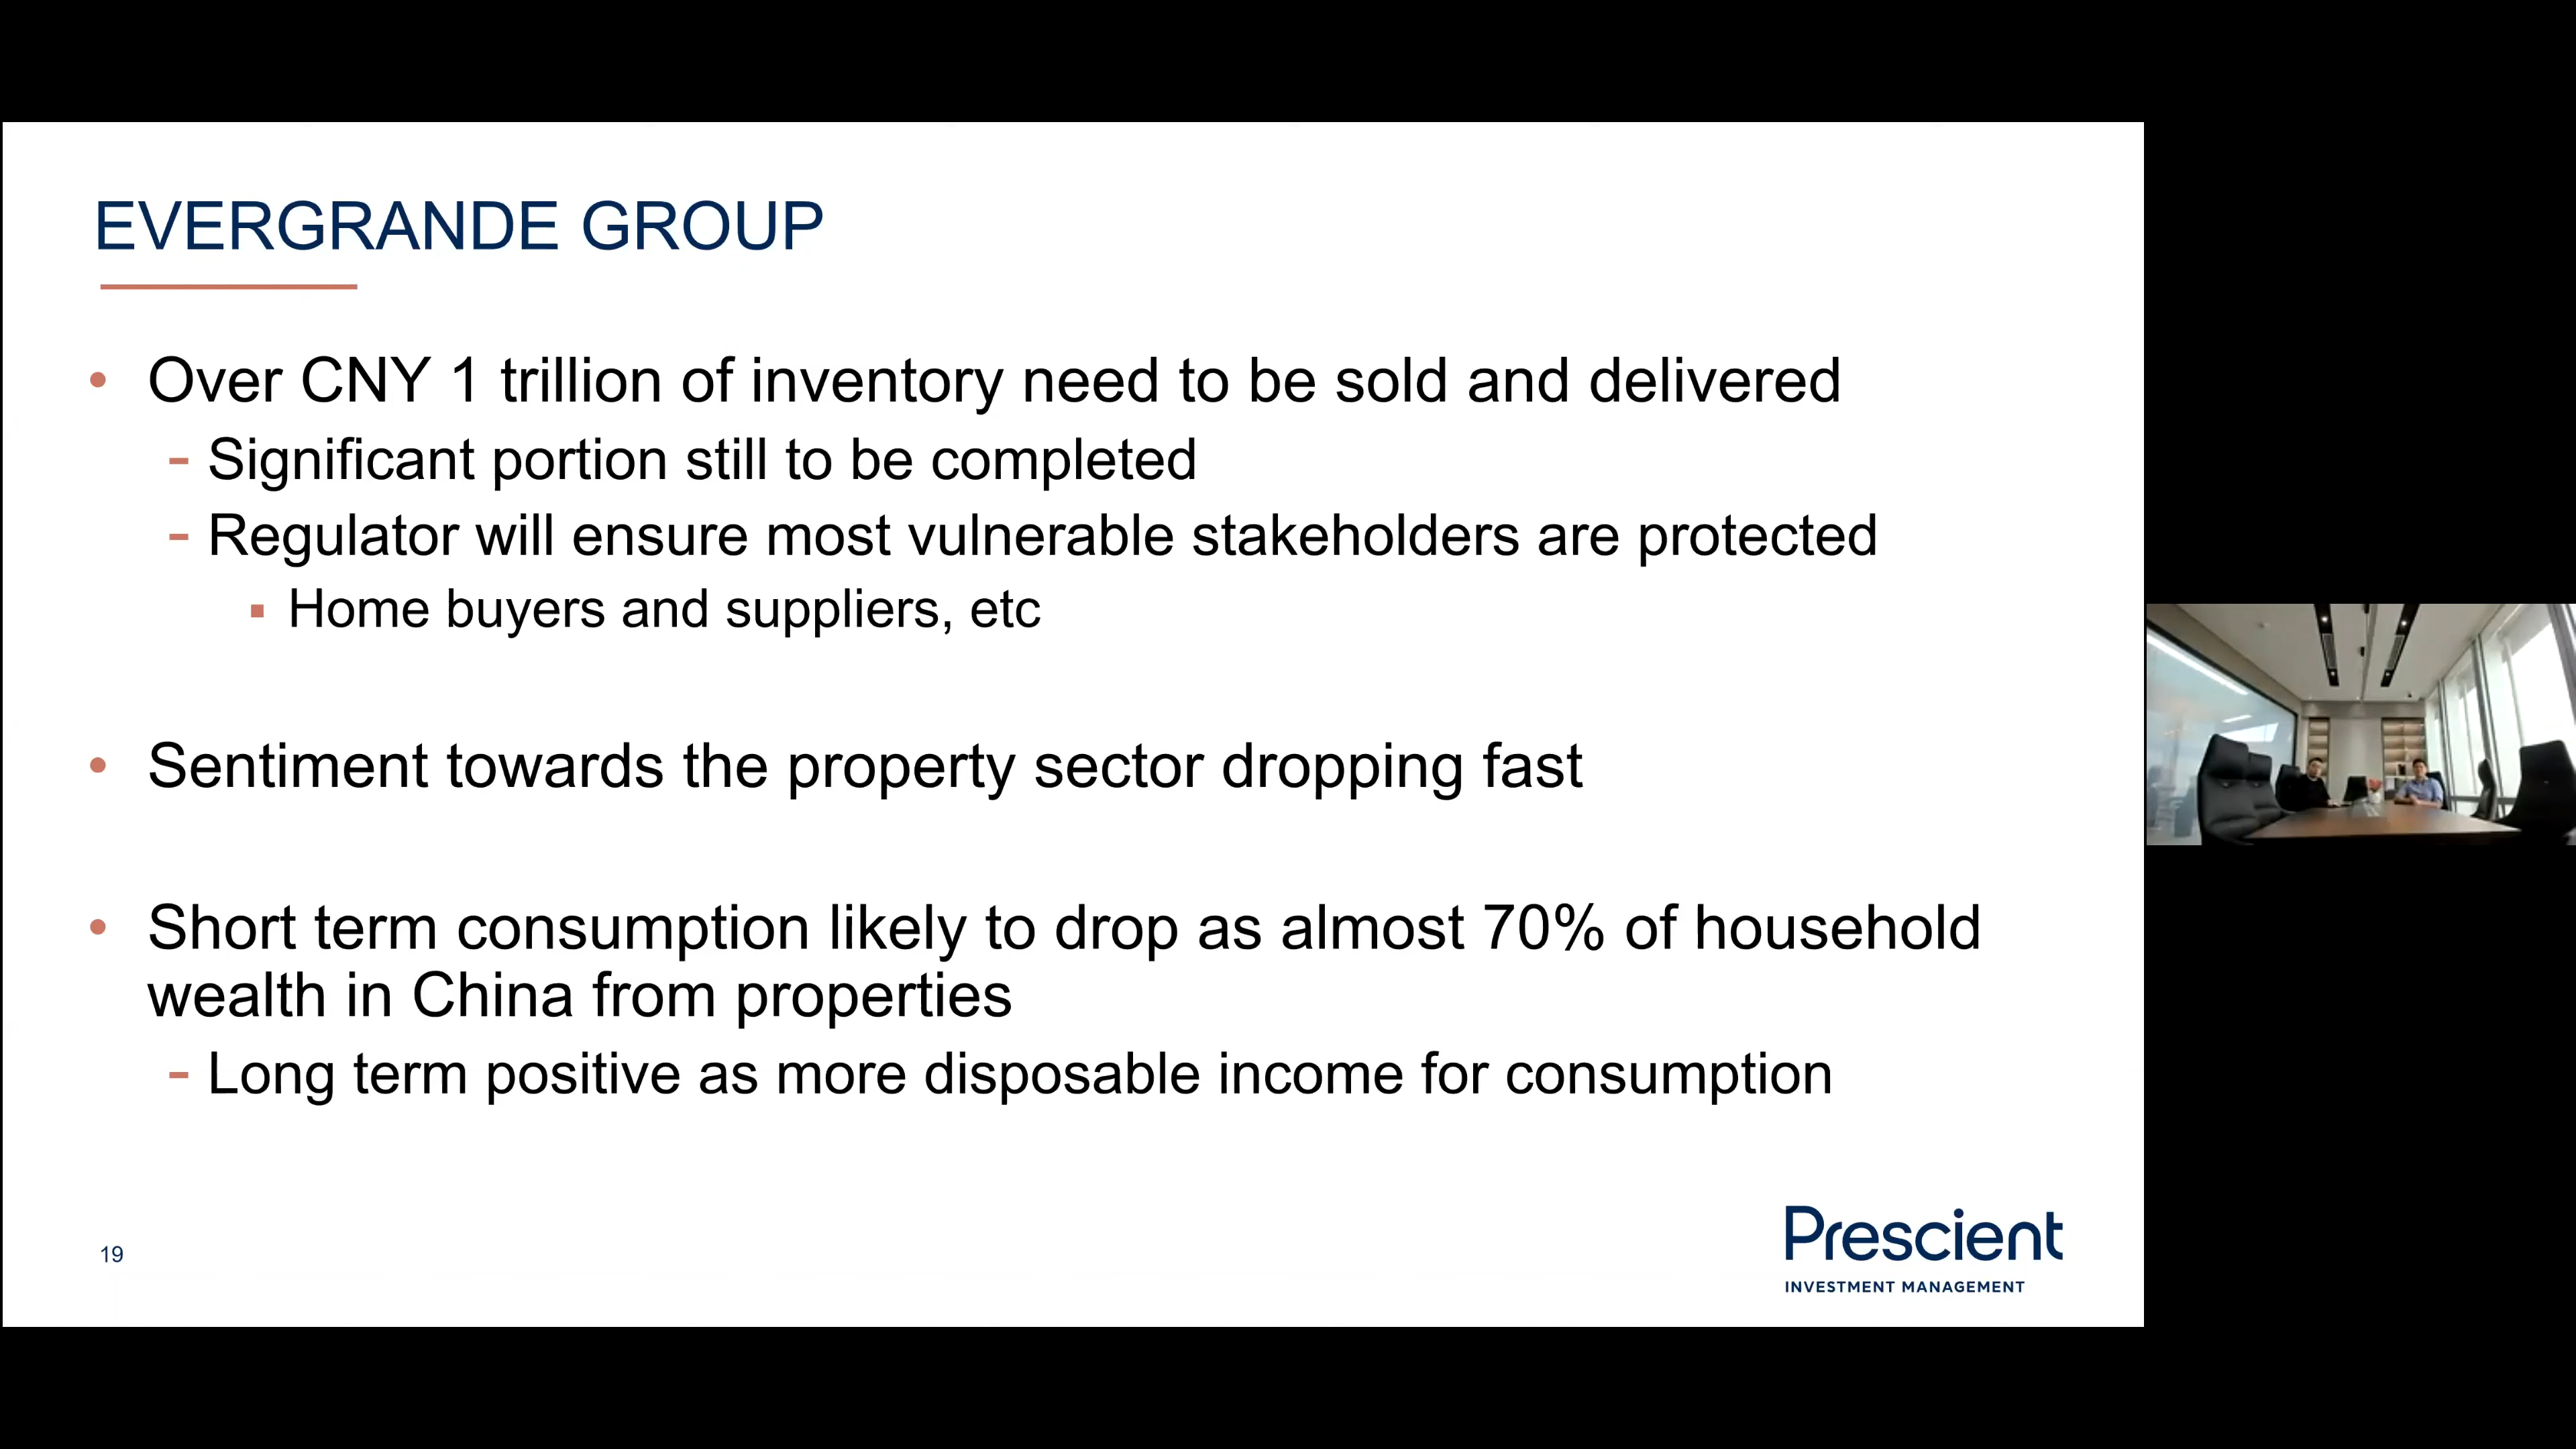 EVERGRANDE GROUP
• Over CNY 1 trillion of inventory need to be sold and delivered
- Significant portion still to be completed
- Regulator will ensure most vulnerable stakeholders are protected
▪ Home buyers and suppliers, etc
• Sentiment towards the property sector dropping fast
• Short term consumption likely to drop as almost 70% of household
wealth in China from properties
- Long term positive as more disposable income for consumption
19
Prescient
INVESTMENT MANAGEMENT